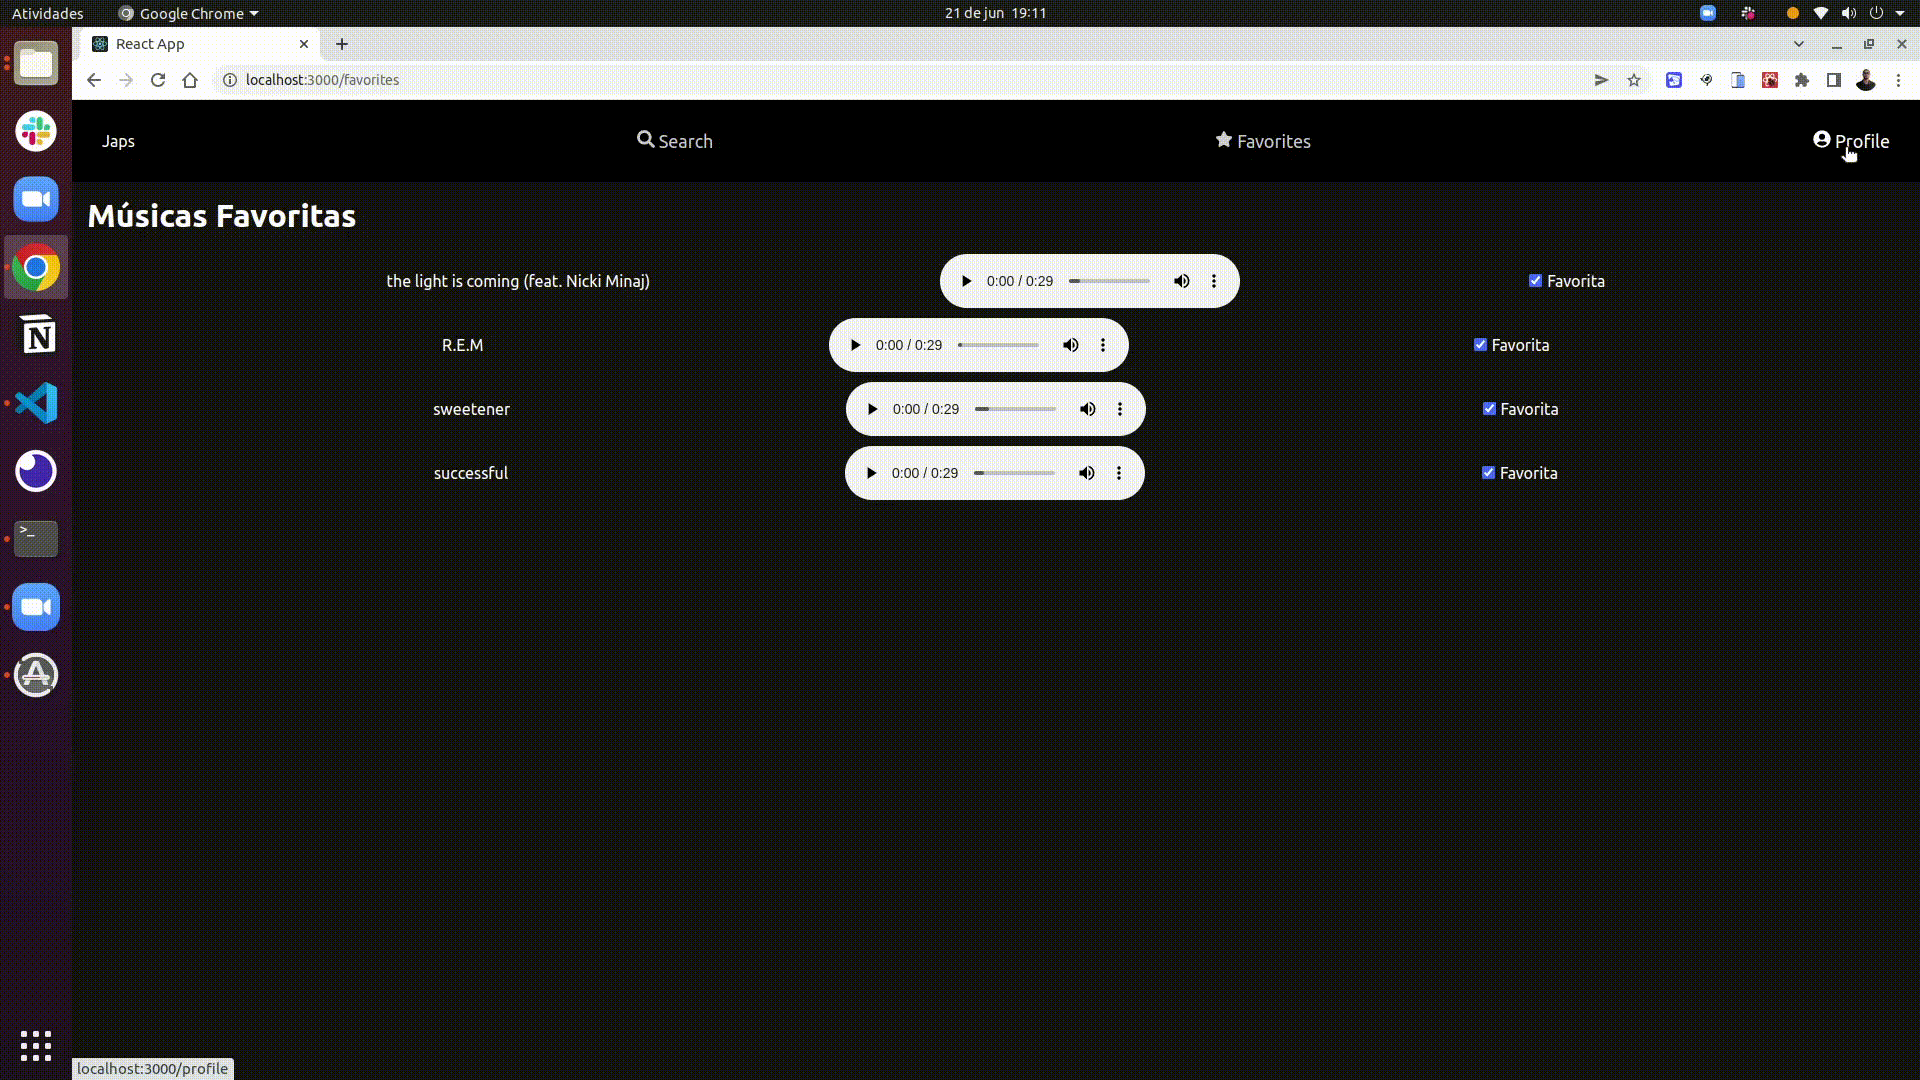 Atividades Google Chrome 21 de jun 19:11
React App
localhost:3000/favorites
Japs Search Favorites Profile
Músicas Favoritas
the light is coming (feat. Nicki Minaj) 0:00 / 0:29 Favorita
R.E.M 0:00 / 0:29 Favorita
sweetener 0:00 / 0:29 Favorita
successful 0:00 / 0:29 Favorita
localhost:3000/profile